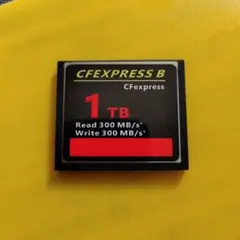 CFEXPRESS B
CFexpress
1 TB
Read 300 MB/s*
Write 300 MB/s*